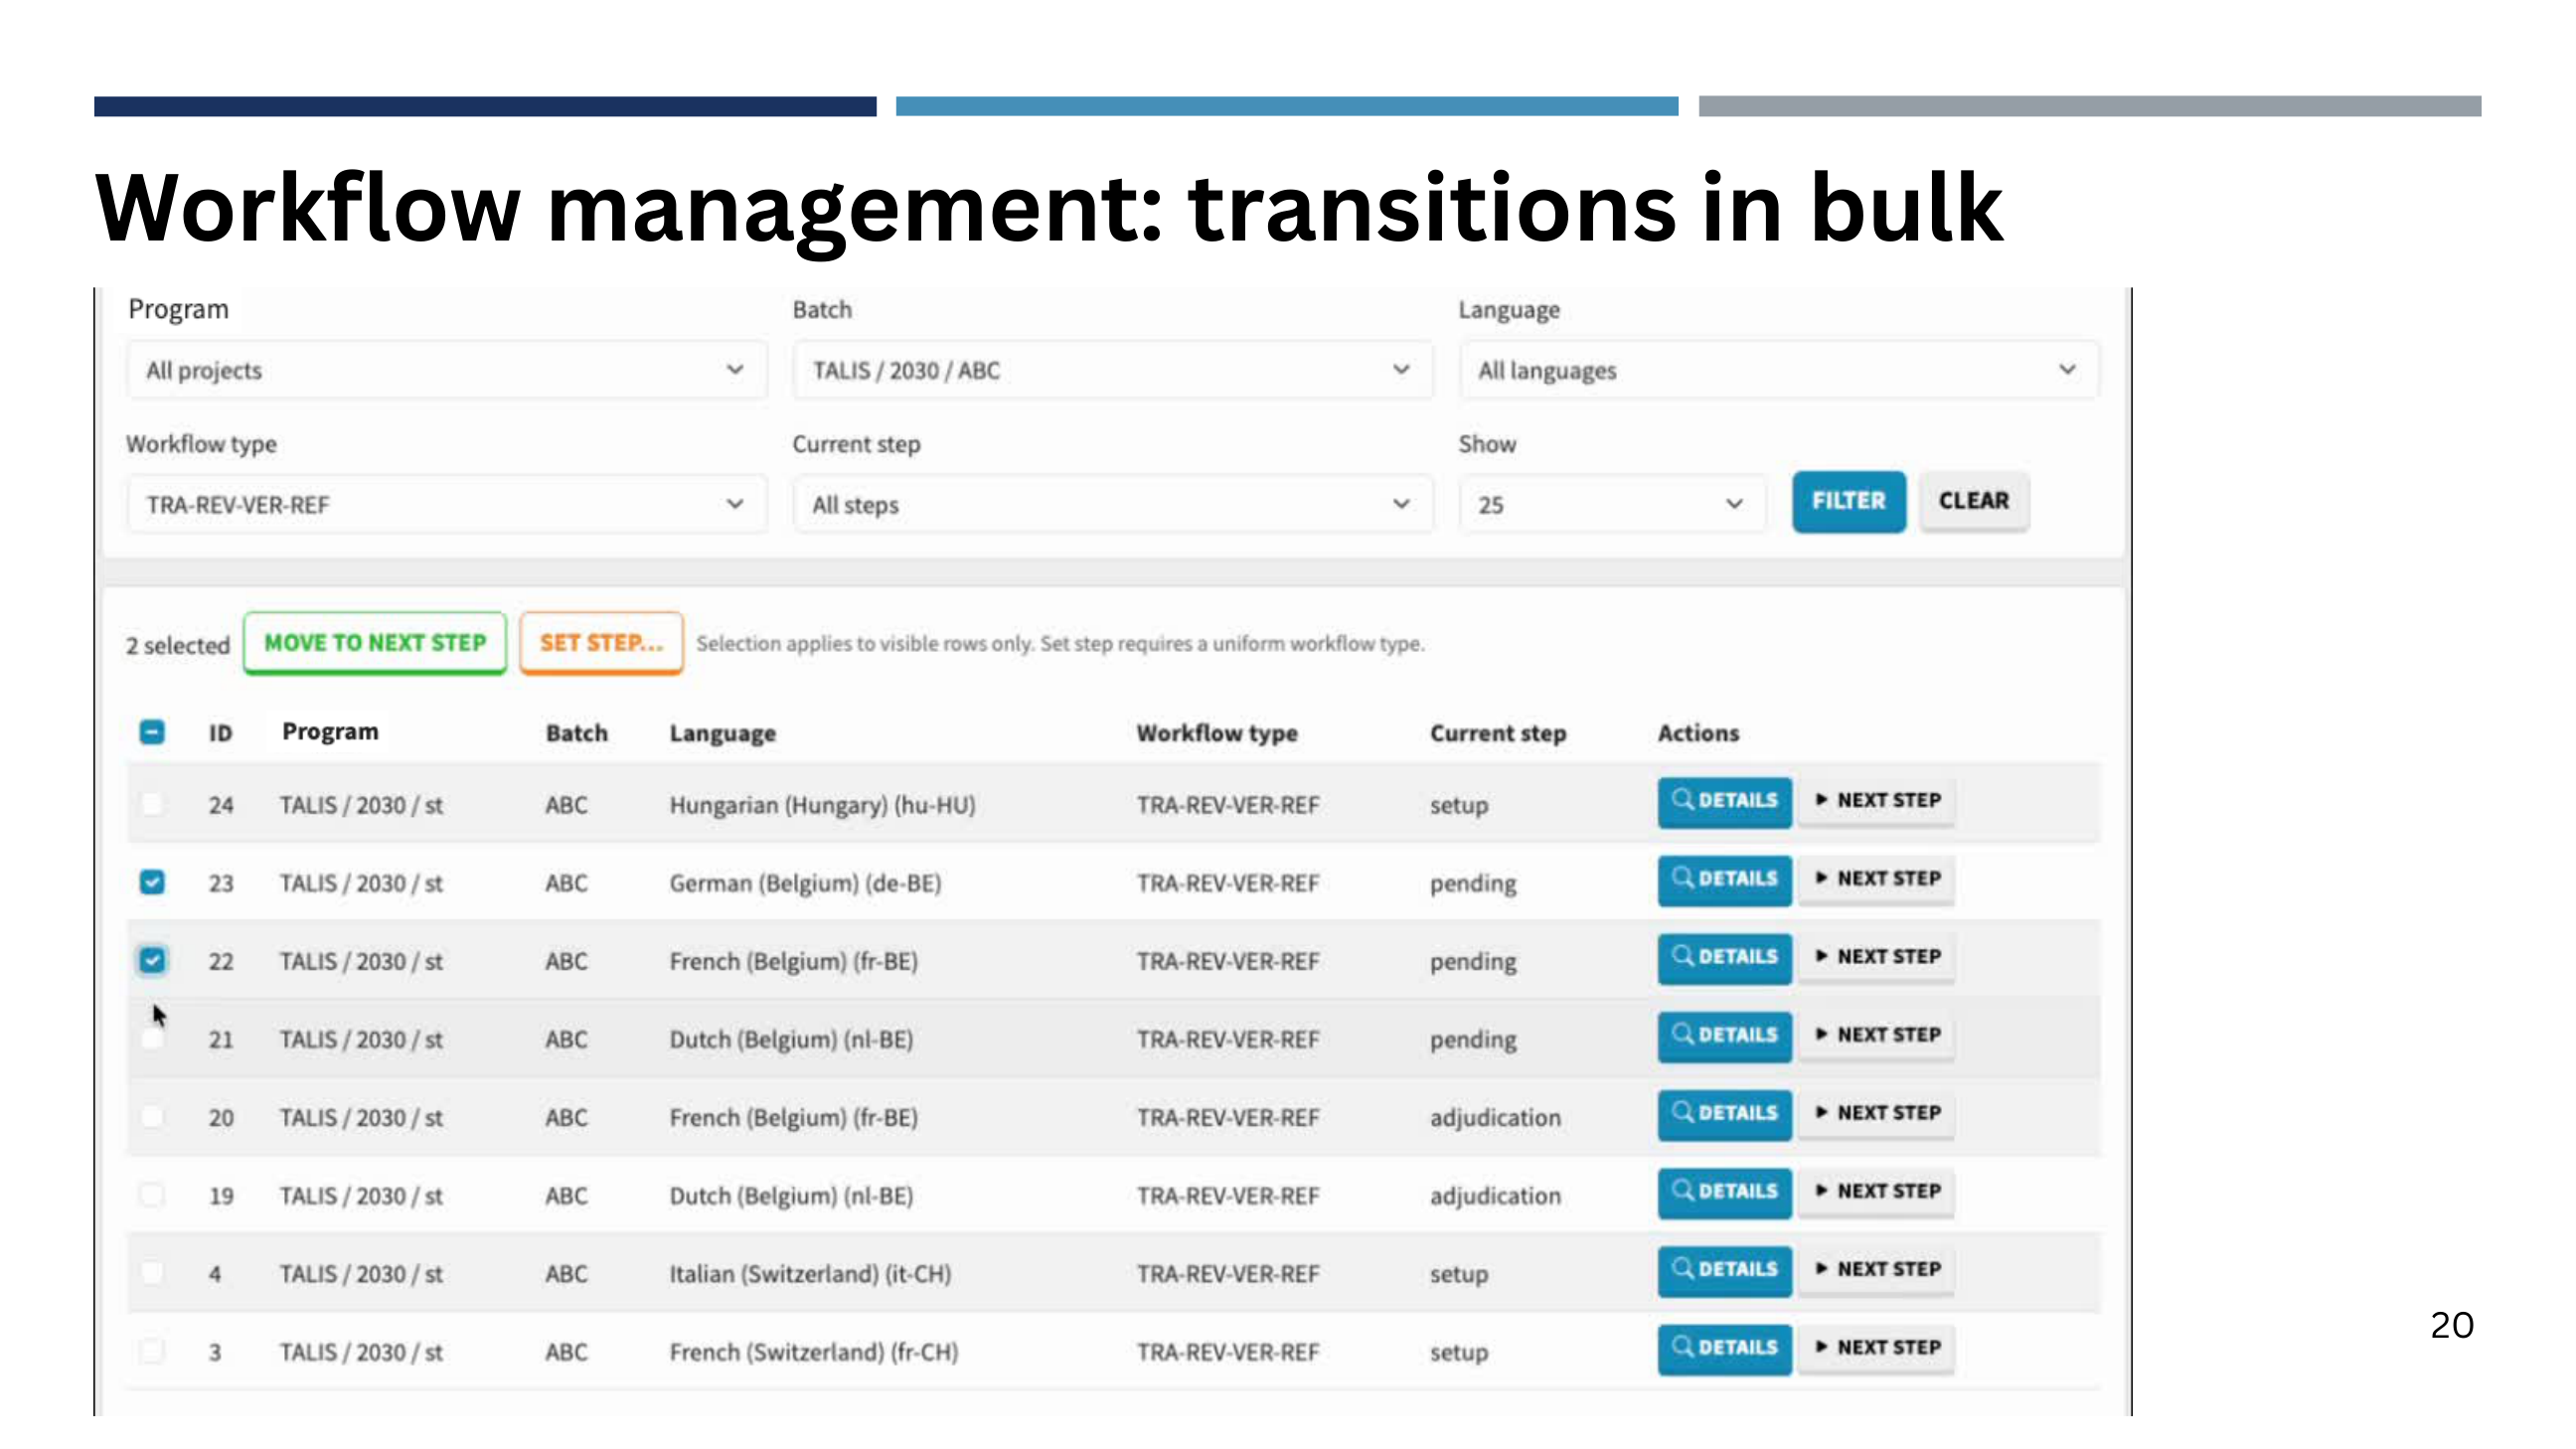 Workflow management: transitions in bulk
Program Batch Language
All projects TALIS / 2030 / ABC All languages
Workflow type Current step Show
TRA-REV-VER-REF All steps 25 FILTER CLEAR
2 selected MOVE TO NEXT STEP SET STEP... Selection applies to visible rows only. Set step requires a uniform workflow type.
ID Program Batch Language Workflow type Current step Actions
24 TALIS / 2030 / st ABC Hungarian (Hungary) (hu-HU) TRA-REV-VER-REF setup DETAILS NEXT STEP
23 TALIS / 2030 / st ABC German (Belgium) (de-BE) TRA-REV-VER-REF pending DETAILS NEXT STEP
22 TALIS / 2030 / st ABC French (Belgium) (fr-BE) TRA-REV-VER-REF pending DETAILS NEXT STEP
21 TALIS / 2030 / st ABC Dutch (Belgium) (nl-BE) TRA-REV-VER-REF pending DETAILS NEXT STEP
20 TALIS / 2030 / st ABC French (Belgium) (fr-BE) TRA-REV-VER-REF adjudication DETAILS NEXT STEP
19 TALIS / 2030 / st ABC Dutch (Belgium) (nl-BE) TRA-REV-VER-REF adjudication DETAILS NEXT STEP
4 TALIS / 2030 / st ABC Italian (Switzerland) (it-CH) TRA-REV-VER-REF setup DETAILS NEXT STEP
3 TALIS / 2030 / st ABC French (Switzerland) (fr-CH) TRA-REV-VER-REF setup DETAILS NEXT STEP
20